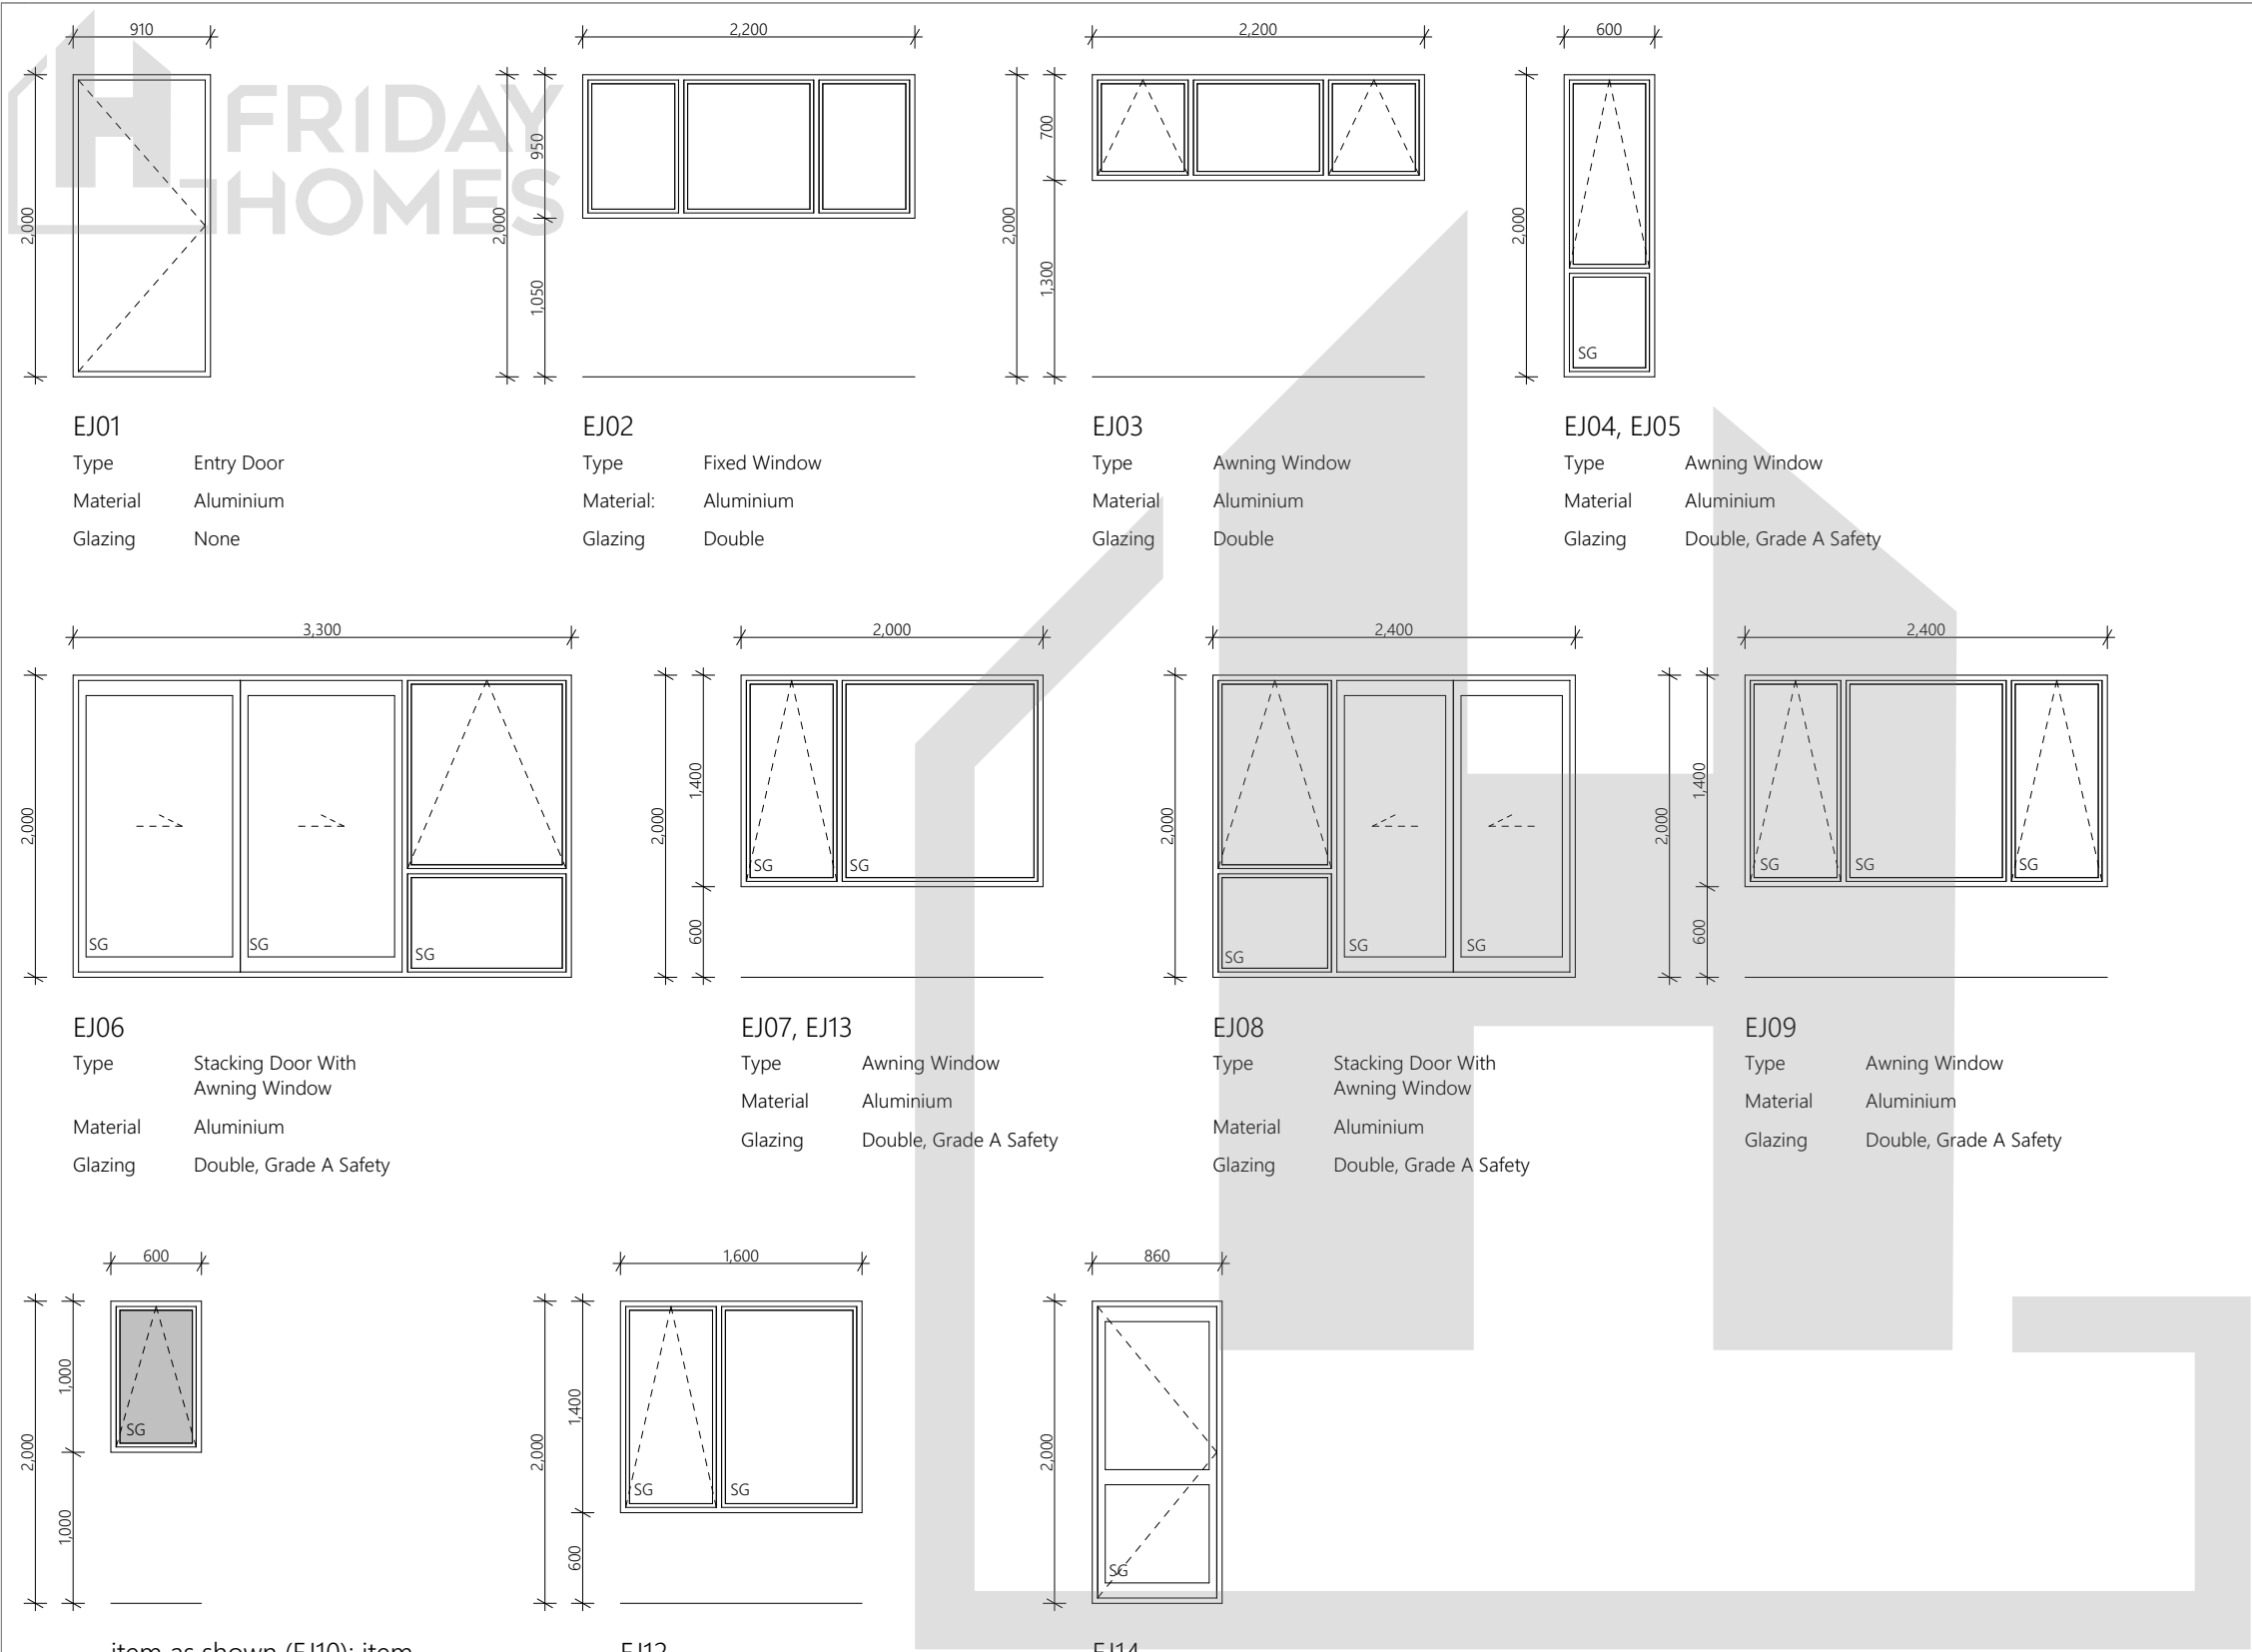 FRIDAY
HOMES
910
2,200
2,200
600
2,000
2,000
950
1,050
2,000
700
1,300
2,000
SG
EJ01
Type Entry Door
Material Aluminium
Glazing None
EJ02
Type Fixed Window
Material: Aluminium
Glazing Double
EJ03
Type Awning Window
Material Aluminium
Glazing Double
EJ04, EJ05
Type Awning Window
Material Aluminium
Glazing Double, Grade A Safety
3,300
2,000
2,400
2,400
2,000
SG SG SG
2,000
1,400
600
SG SG
2,000
SG SG SG
2,000
1,400
600
SG SG SG
EJ06
Type Stacking Door With
Awning Window
Material Aluminium
Glazing Double, Grade A Safety
EJ07, EJ13
Type Awning Window
Material Aluminium
Glazing Double, Grade A Safety
EJ08
Type Stacking Door With
Awning Window
Material Aluminium
Glazing Double, Grade A Safety
EJ09
Type Awning Window
Material Aluminium
Glazing Double, Grade A Safety
600
1,600
860
2,000
1,000
1,000
SG
2,000
1,400
600
SG SG
2,000
SG
item as shown (EJ10); item
EJ12
EJ14